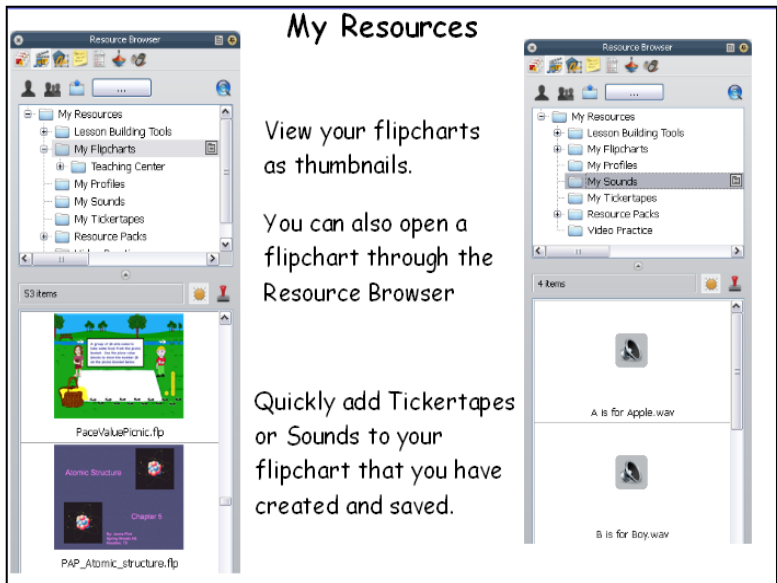 My Resources
Resource Browser
...
My Resources
Lesson Building Tools
My Flipcharts
Teaching Center
My Profiles
My Sounds
My Tickertapes
Resource Packs
53 items
PaceValuePicnic.flp
Atomic Structure
Chapter 5
PAP_Atomic_structure.flp
View your flipcharts
as thumbnails.
You can also open a
flipchart through the
Resource Browser
Quickly add Tickertapes
or Sounds to your
flipchart that you have
created and saved.
Resource Browser
...
My Resources
Lesson Building Tools
My Flipcharts
My Profiles
My Sounds
My Tickertapes
Resource Packs
Video Practice
4 items
A is for Apple.wav
B is for Boy.wav